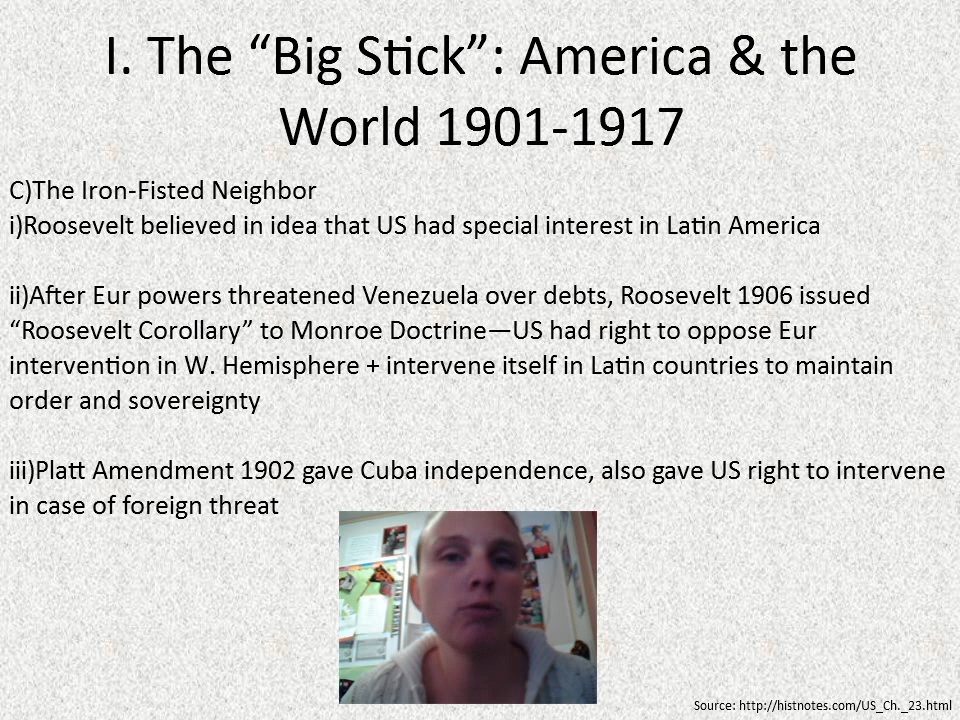 I. The “Big Stick”: America & the
World 1901-1917
C)The Iron-Fisted Neighbor
i)Roosevelt believed in idea that US had special interest in Latin America
ii)After Eur powers threatened Venezuela over debts, Roosevelt 1906 issued
“Roosevelt Corollary” to Monroe Doctrine—US had right to oppose Eur
intervention in W. Hemisphere + intervene itself in Latin countries to maintain
order and sovereignty
iii)Platt Amendment 1902 gave Cuba independence, also gave US right to intervene
in case of foreign threat
Source: http://histnotes.com/US_Ch._23.html